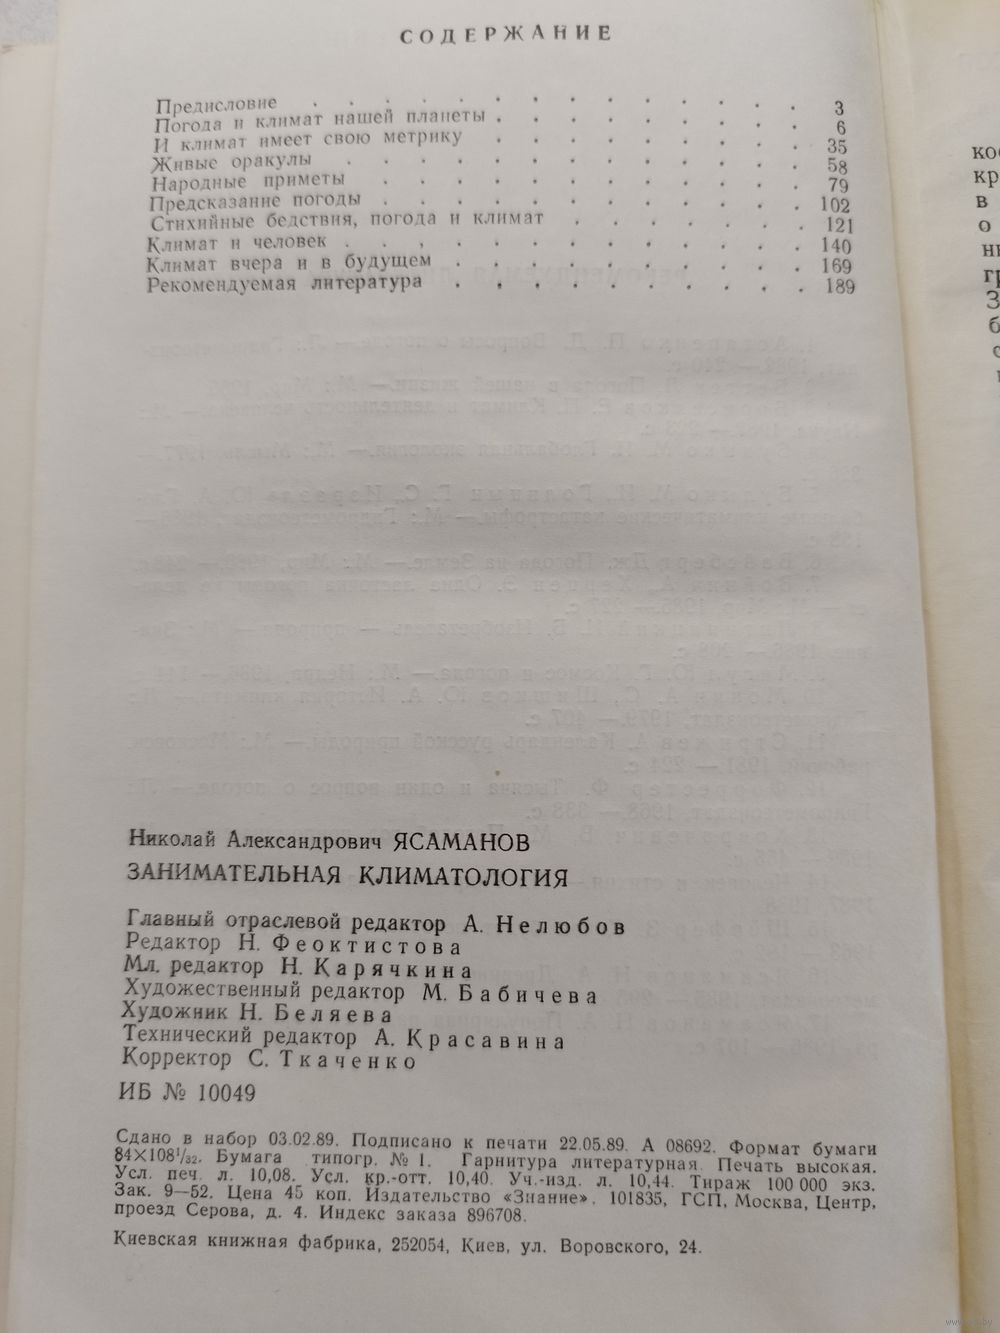 СОДЕРЖАНИЕ
Предисловие . . . . . . . . . . . . 3
Погода и климат нашей планеты . . . . . . . . 6
И климат имеет свою метрику . . . . . . . . 35
Живые оракулы . . . . . . . . . . . 58
Народные приметы . . . . . . . . . . . 79
Предсказание погоды . . . . . . . . . . . 102
Стихийные бедствия, погода и климат . . . . . . 121
Климат и человек . . . . . . . . . . . 140
Климат вчера и в будущем . . . . . . . . . 169
Рекомендуемая литература . . . . . . . . . 189
Николай Александрович ЯСАМАНОВ
ЗАНИМАТЕЛЬНАЯ КЛИМАТОЛОГИЯ
Главный отраслевой редактор А. Нелюбов
Редактор Н. Феоктистова
Мл. редактор Н. Карячкина
Художественный редактор М. Бабичева
Художник Н. Беляева
Технический редактор А. Красавина
Корректор С. Ткаченко
ИБ № 10049
Сдано в набор 03.02.89. Подписано к печати 22.05.89. А 08692. Формат бумаги
84×108¹/₃₂. Бумага типогр. № 1. Гарнитура литературная. Печать высокая.
Усл. печ. л. 10,08. Усл. кр.-отт. 10,40. Уч.-изд. л. 10,44. Тираж 100 000 экз.
Зак. 9—52. Цена 45 коп. Издательство «Знание». 101835, ГСП, Москва, Центр,
проезд Серова, д. 4. Индекс заказа 896708.
Киевская книжная фабрика, 252054, Киев, ул. Воровского, 24.